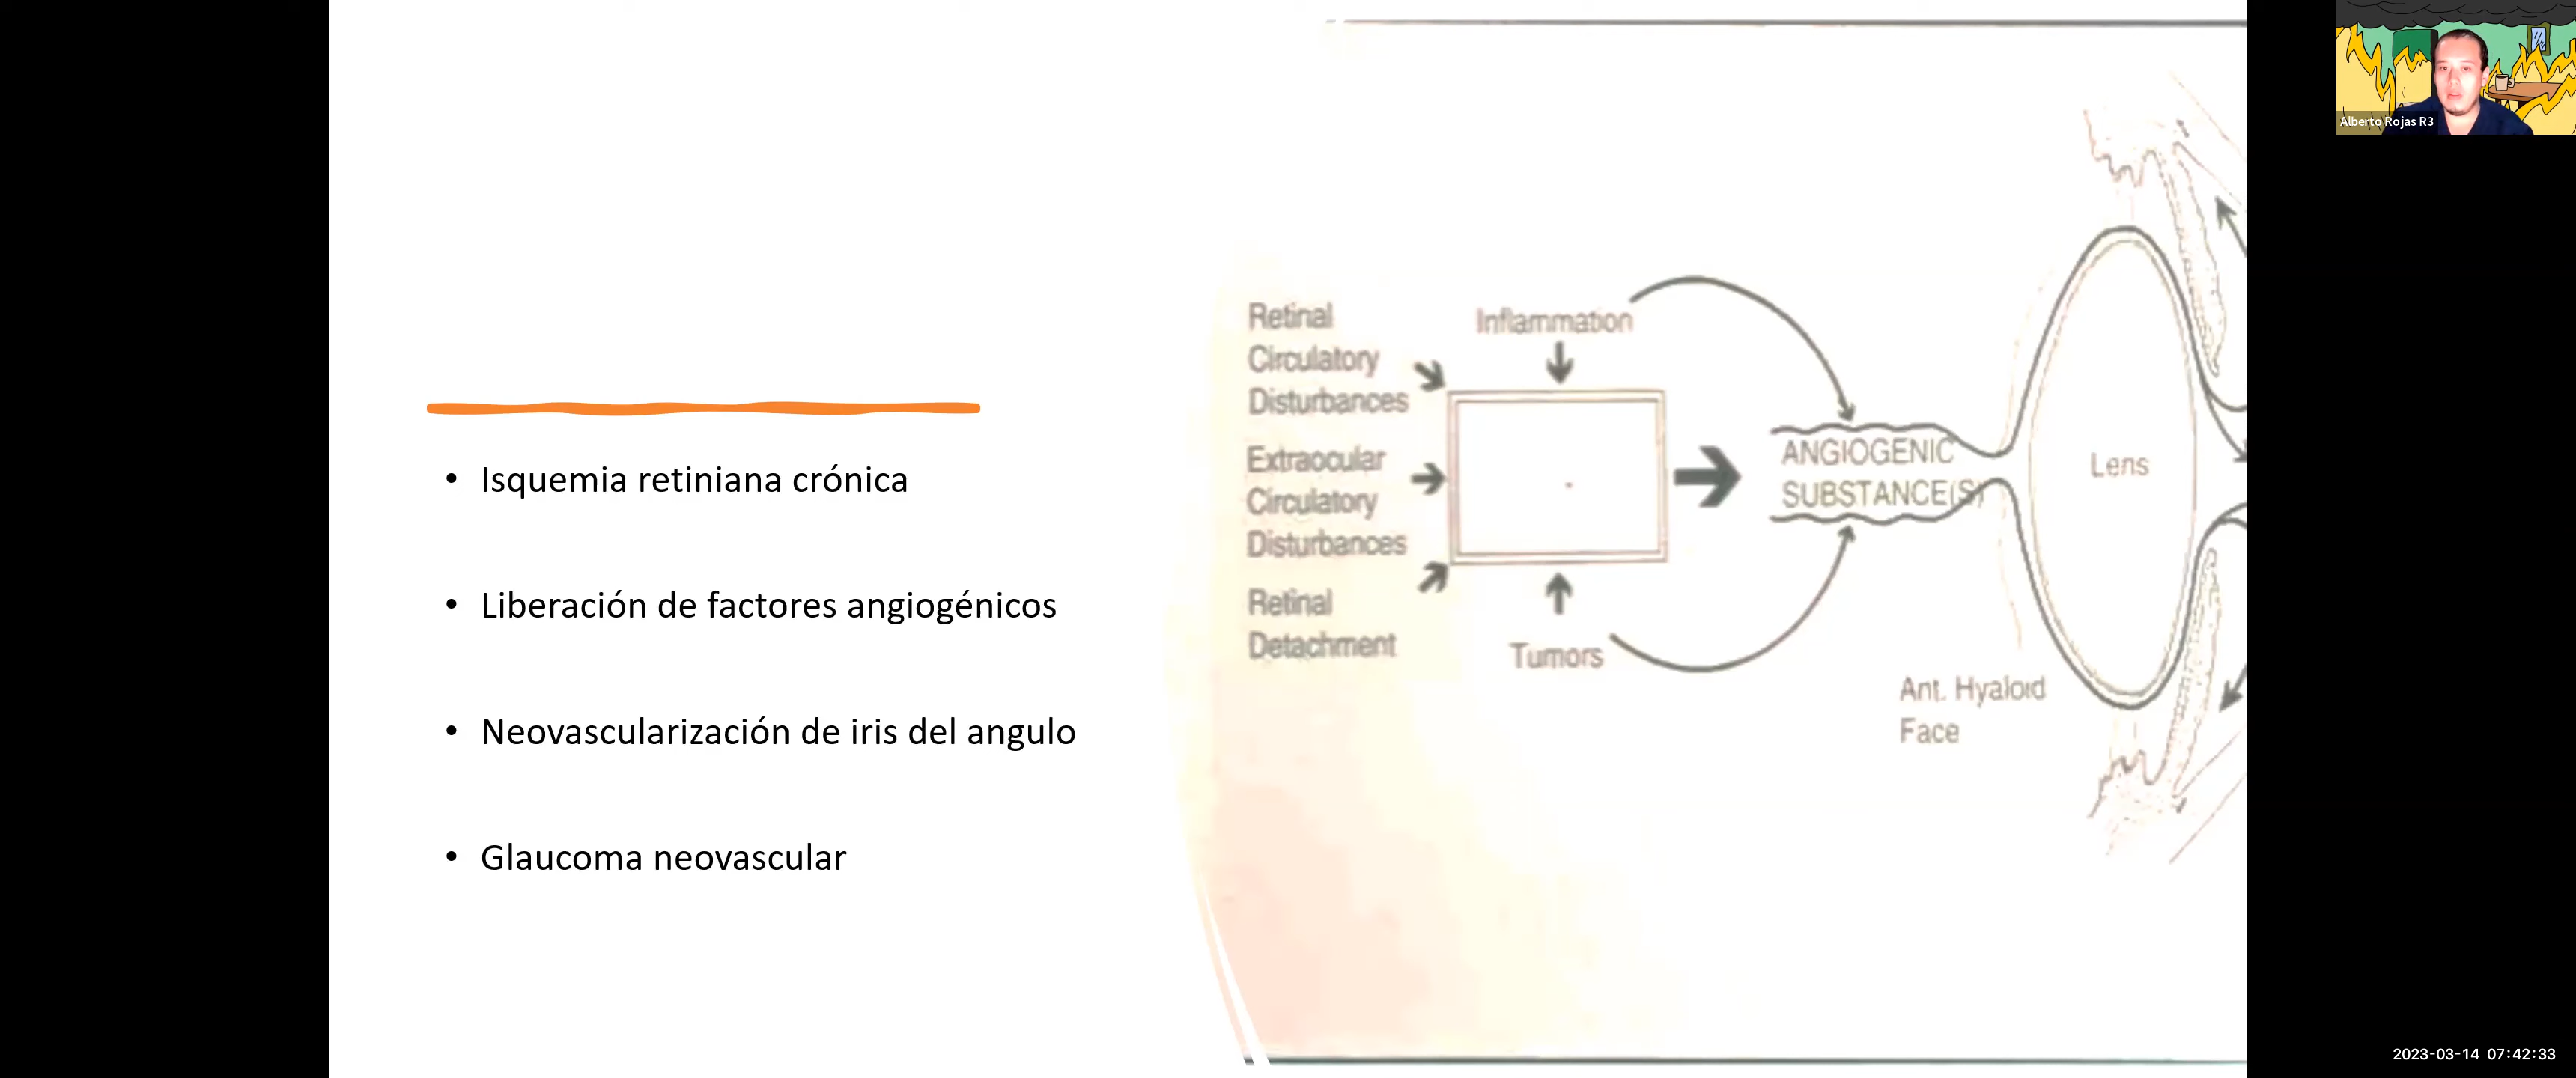 Isquemia retiniana crónica
Liberación de factores angiogénicos
Neovascularización de iris del angulo
Glaucoma neovascular
Retinal
Circulatory
Disturbances
Extraocular
Circulatory
Disturbances
Retinal
Detachment
Inflammation
Tumors
ANGIOGENIC
SUBSTANCE(S)
Lens
Ant. Hyaloid
Face
Alberto Rojas R3
2023-03-14 07:42:33